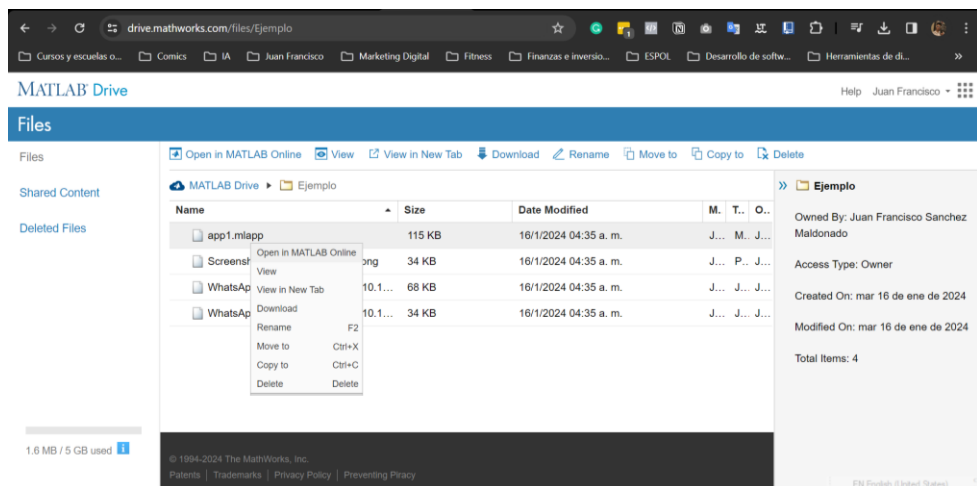 drive.mathworks.com/files/Ejemplo
Cursos y escuelas o... Comics IA Juan Francisco Marketing Digital Fitness Finanzas e inversio... ESPOL Desarrollo de softw... Herramientas de di... »
MATLAB Drive
Help Juan Francisco
Files
Files
Shared Content
Deleted Files
Open in MATLAB Online View View in New Tab Download Rename Move to Copy to Delete
MATLAB Drive Ejemplo
Name Size Date Modified M. T.. O..
app1.mlapp 115 KB 16/1/2024 04:35 a. m. J... M.. J...
Screensh ong 34 KB 16/1/2024 04:35 a. m. J... P.. J...
WhatsAp 10.1... 68 KB 16/1/2024 04:35 a. m. J... J... J...
WhatsAp 10.1... 34 KB 16/1/2024 04:35 a. m. J... J... J...
Open in MATLAB Online
View
View in New Tab
Download
Rename F2
Move to Ctrl+X
Copy to Ctrl+C
Delete Delete
» Ejemplo
Owned By: Juan Francisco Sanchez
Maldonado
Access Type: Owner
Created On: mar 16 de ene de 2024
Modified On: mar 16 de ene de 2024
Total Items: 4
1.6 MB / 5 GB used
© 1994-2024 The MathWorks, Inc.
Patents | Trademarks | Privacy Policy | Preventing Piracy
EN English (United States)